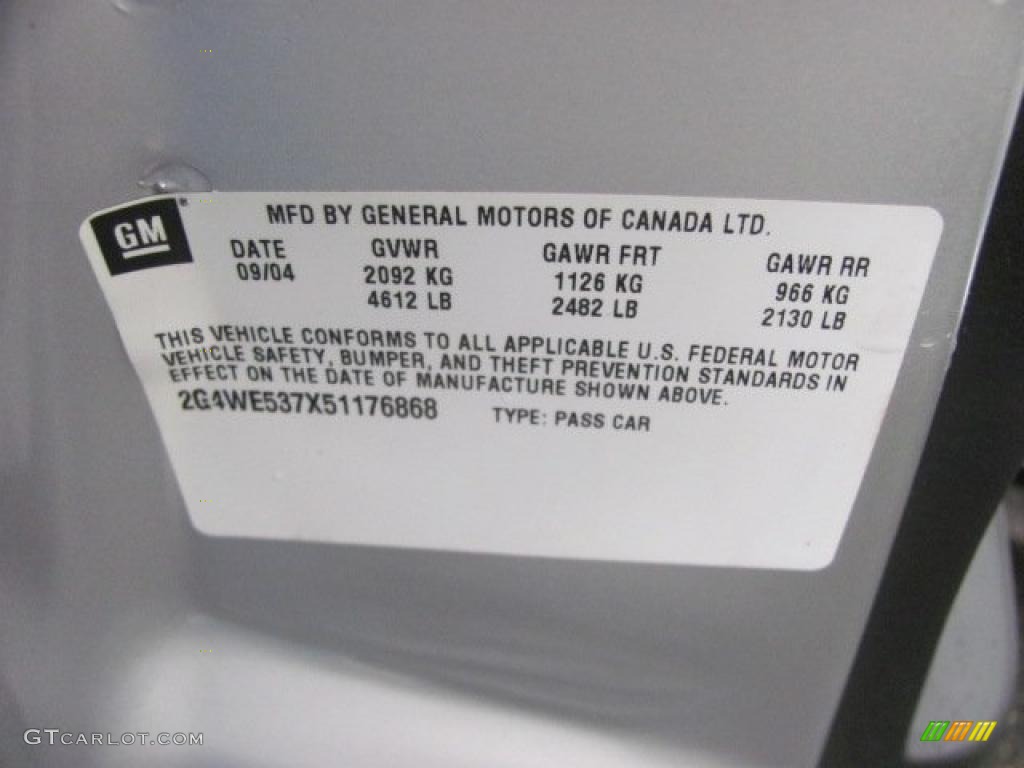 GM
MFD BY GENERAL MOTORS OF CANADA LTD.
DATE GVWR GAWR FRT GAWR RR
09/04 2092 KG 1126 KG 966 KG
4612 LB 2482 LB 2130 LB
THIS VEHICLE CONFORMS TO ALL APPLICABLE U.S. FEDERAL MOTOR
VEHICLE SAFETY, BUMPER, AND THEFT PREVENTION STANDARDS IN
EFFECT ON THE DATE OF MANUFACTURE SHOWN ABOVE.
2G4WE537X51176868 TYPE: PASS CAR
GTCARLOT.COM